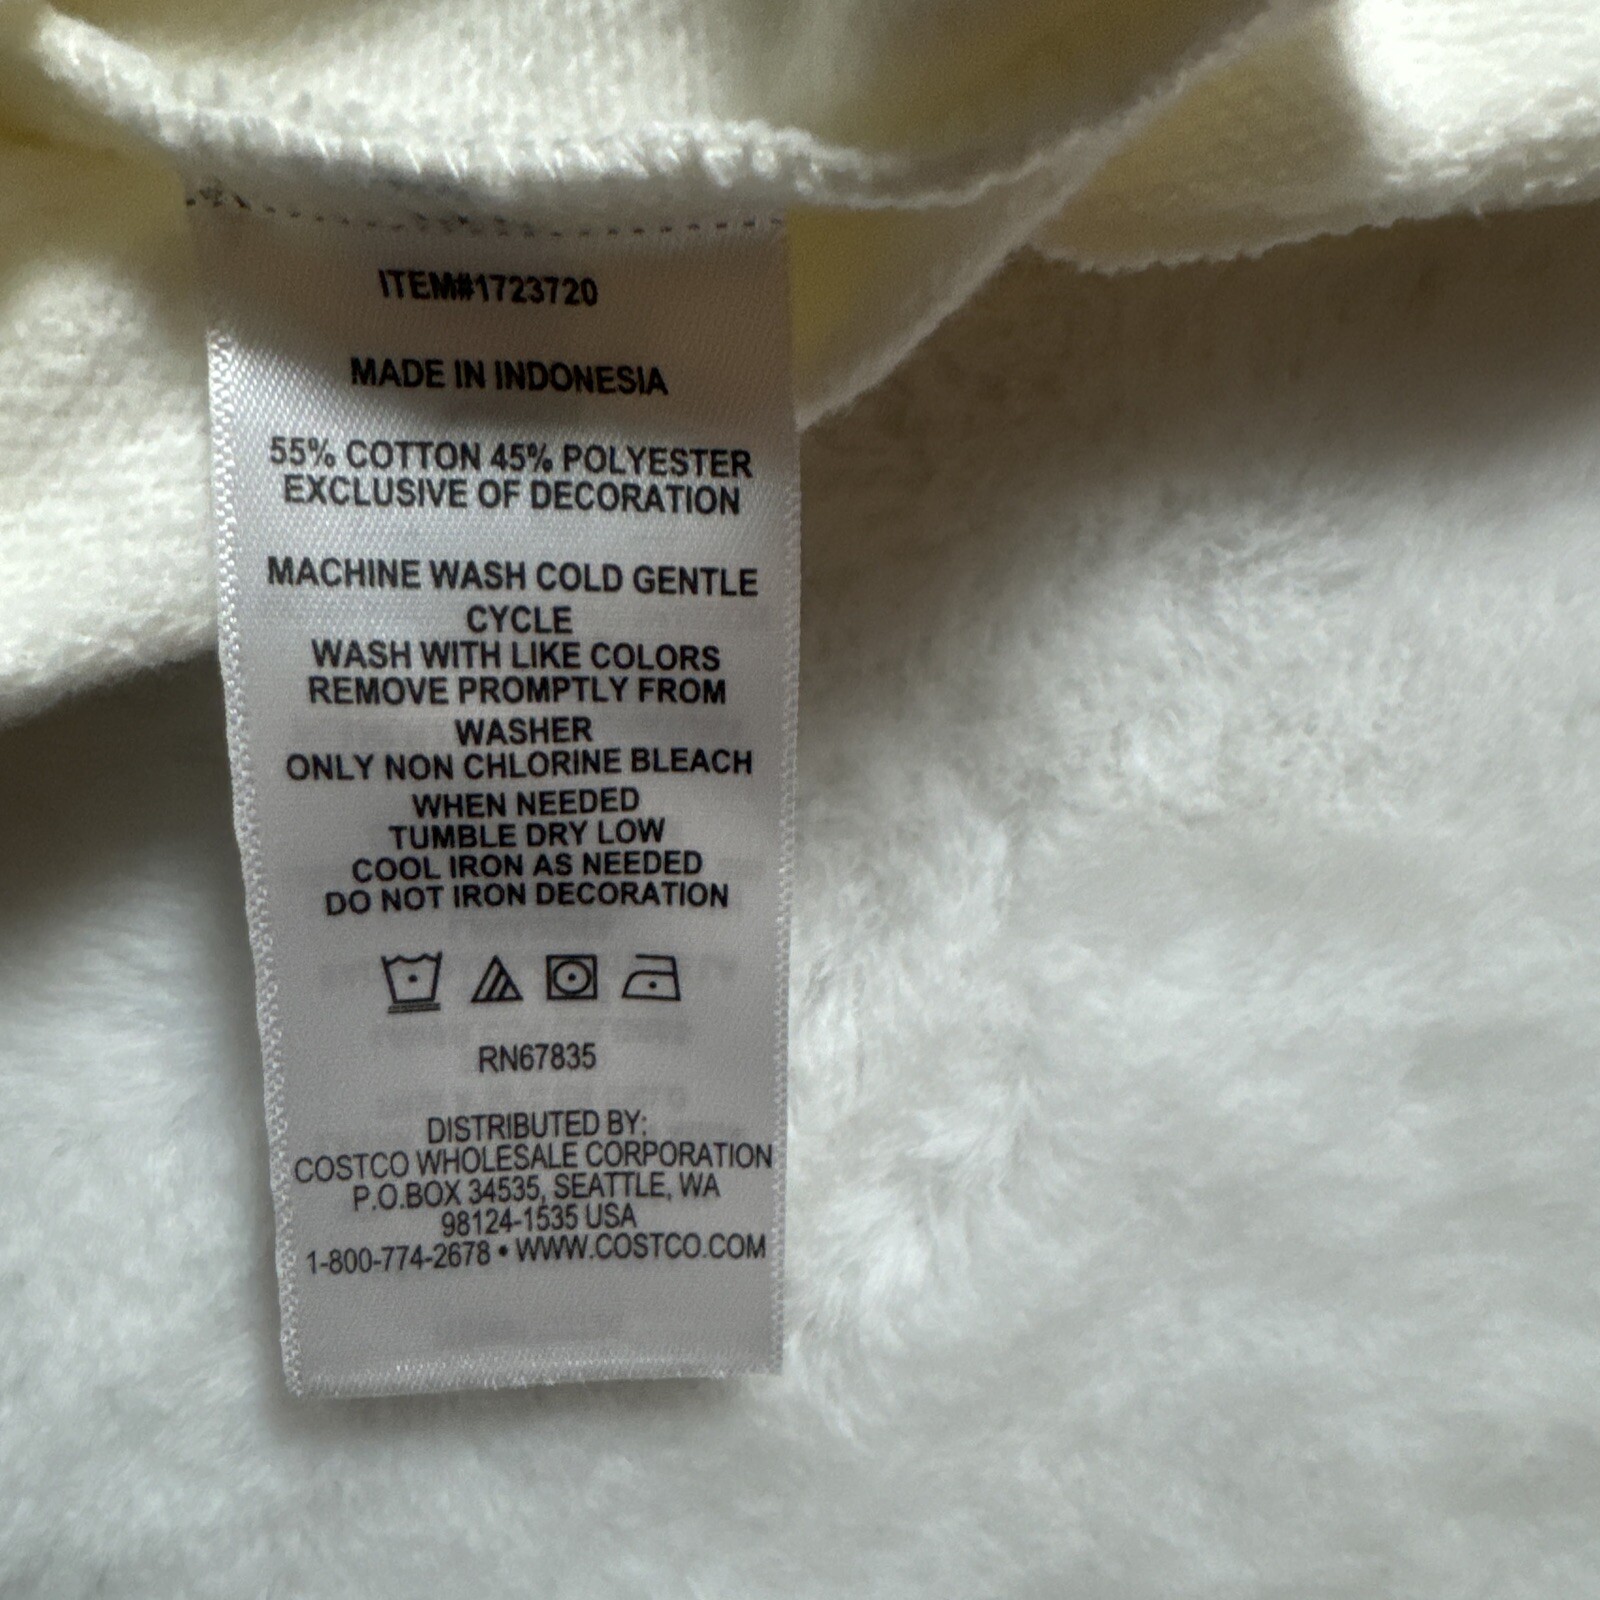 ITEM#1723720
MADE IN INDONESIA
55% COTTON 45% POLYESTER
EXCLUSIVE OF DECORATION
MACHINE WASH COLD GENTLE
CYCLE
WASH WITH LIKE COLORS
REMOVE PROMPTLY FROM
WASHER
ONLY NON CHLORINE BLEACH
WHEN NEEDED
TUMBLE DRY LOW
COOL IRON AS NEEDED
DO NOT IRON DECORATION
RN67835
DISTRIBUTED BY:
COSTCO WHOLESALE CORPORATION
P.O.BOX 34535, SEATTLE, WA
98124-1535 USA
1-800-774-2678 • WWW.COSTCO.COM